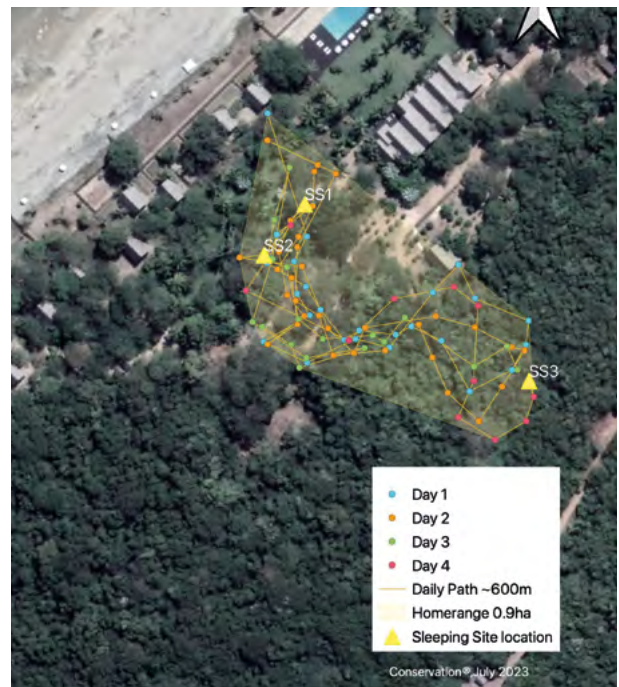 SS1
SS2
SS3
Day 1
Day 2
Day 3
Day 4
Daily Path ~600m
Homerange 0.9ha
Sleeping Site location
Conservation® July 2023